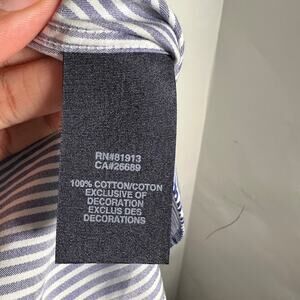 RN#81913
CA#26689
100% COTTON/COTON
EXCLUSIVE OF
DECORATION
EXCLUS DES
DECORATIONS